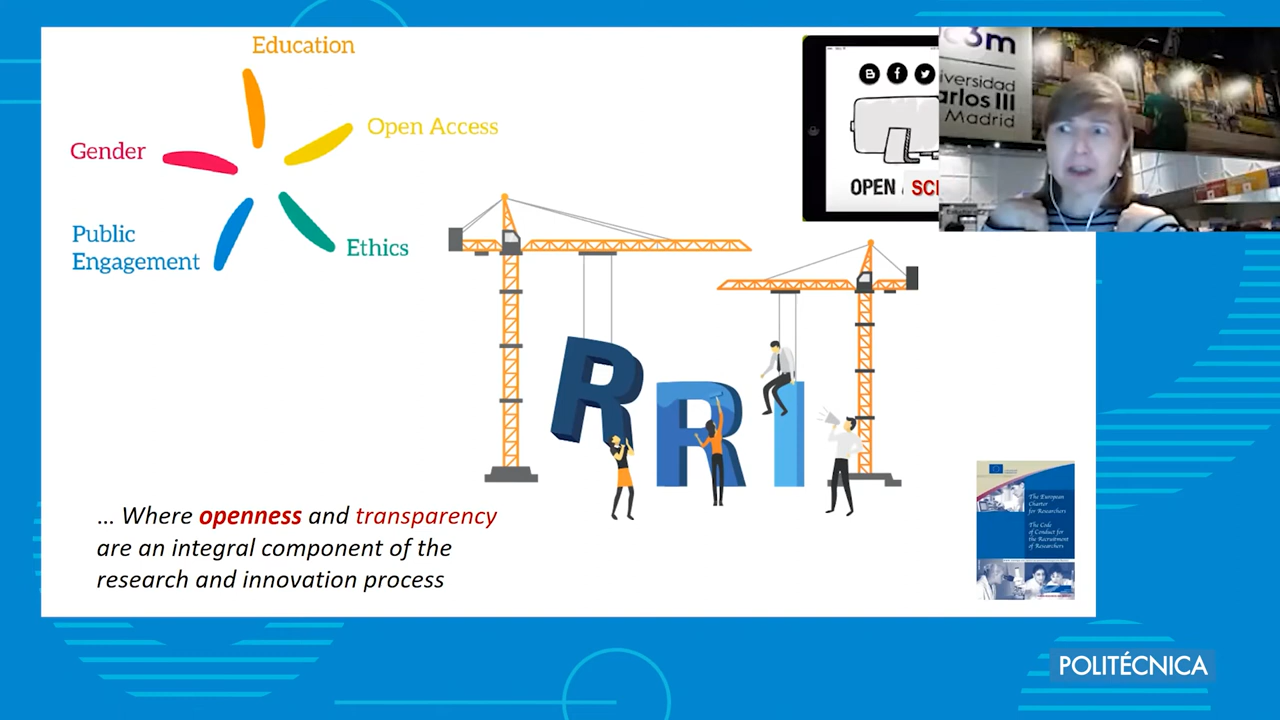 Education
Open Access
Gender
Public
Engagement
Ethics
OPEN & SCI
c3m
iversidad
arlos III
Madrid
RRI
... Where openness and transparency
are an integral component of the
research and innovation process
The European
Charter
for Researchers
The Code
of Conduct for
the Recruitment
of Researchers
POLITÉCNICA